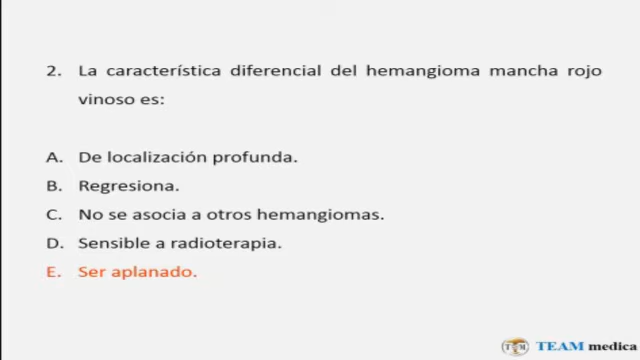 2. La característica diferencial del hemangioma mancha rojo
vinoso es:
A. De localización profunda.
B. Regresiona.
C. No se asocia a otros hemangiomas.
D. Sensible a radioterapia.
E. Ser aplanado.
TEAM medica